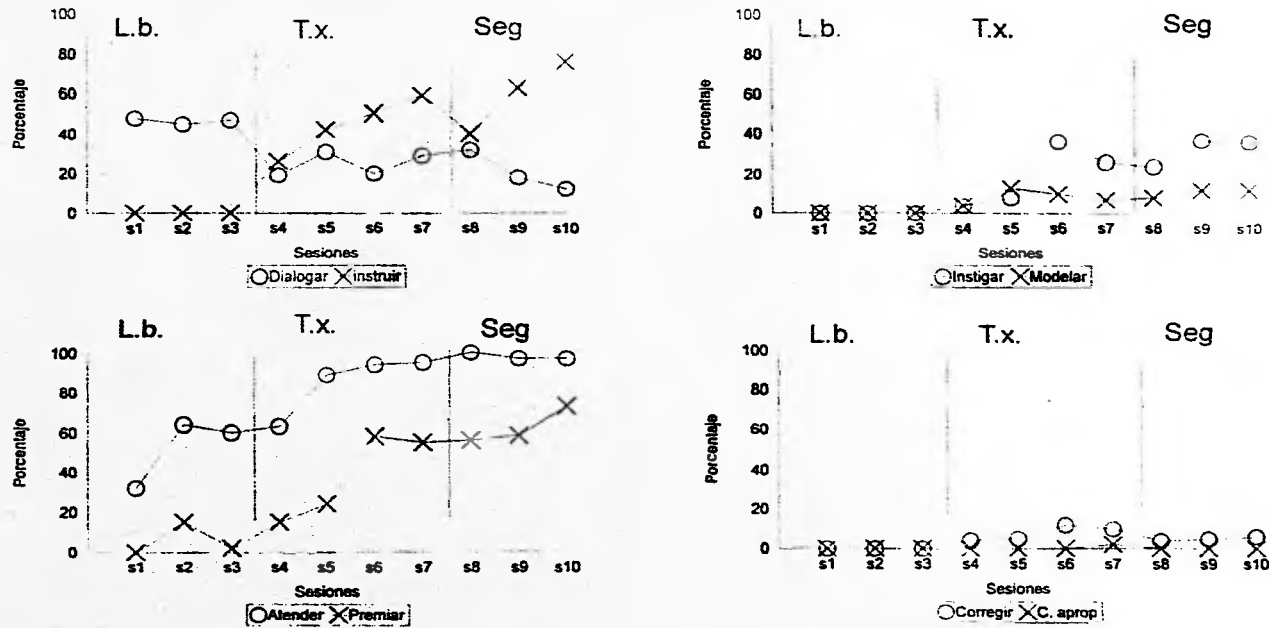 L.b. T.x. Seg
Porcentaje
100
80
60
40
20
0
s1 s2 s3 s4 s5 s6 s7 s8 s9 s10
Sesiones
Dialogar instruir
L.b. T.x. Seg
Porcentaje
100
80
60
40
20
0
s1 s2 s3 s4 s5 s6 s7 s8 s9 s10
Sesiones
Instigar Modelar
L.b. T.x. Seg
Porcentaje
100
80
60
40
20
0
s1 s2 s3 s4 s5 s6 s7 s8 s9 s10
Sesiones
Atender Premiar
L.b. T.x. Seg
Porcentaje
100
80
60
40
20
0
s1 s2 s3 s4 s5 s6 s7 s8 s9 s10
Sesiones
Corregir C. aprop